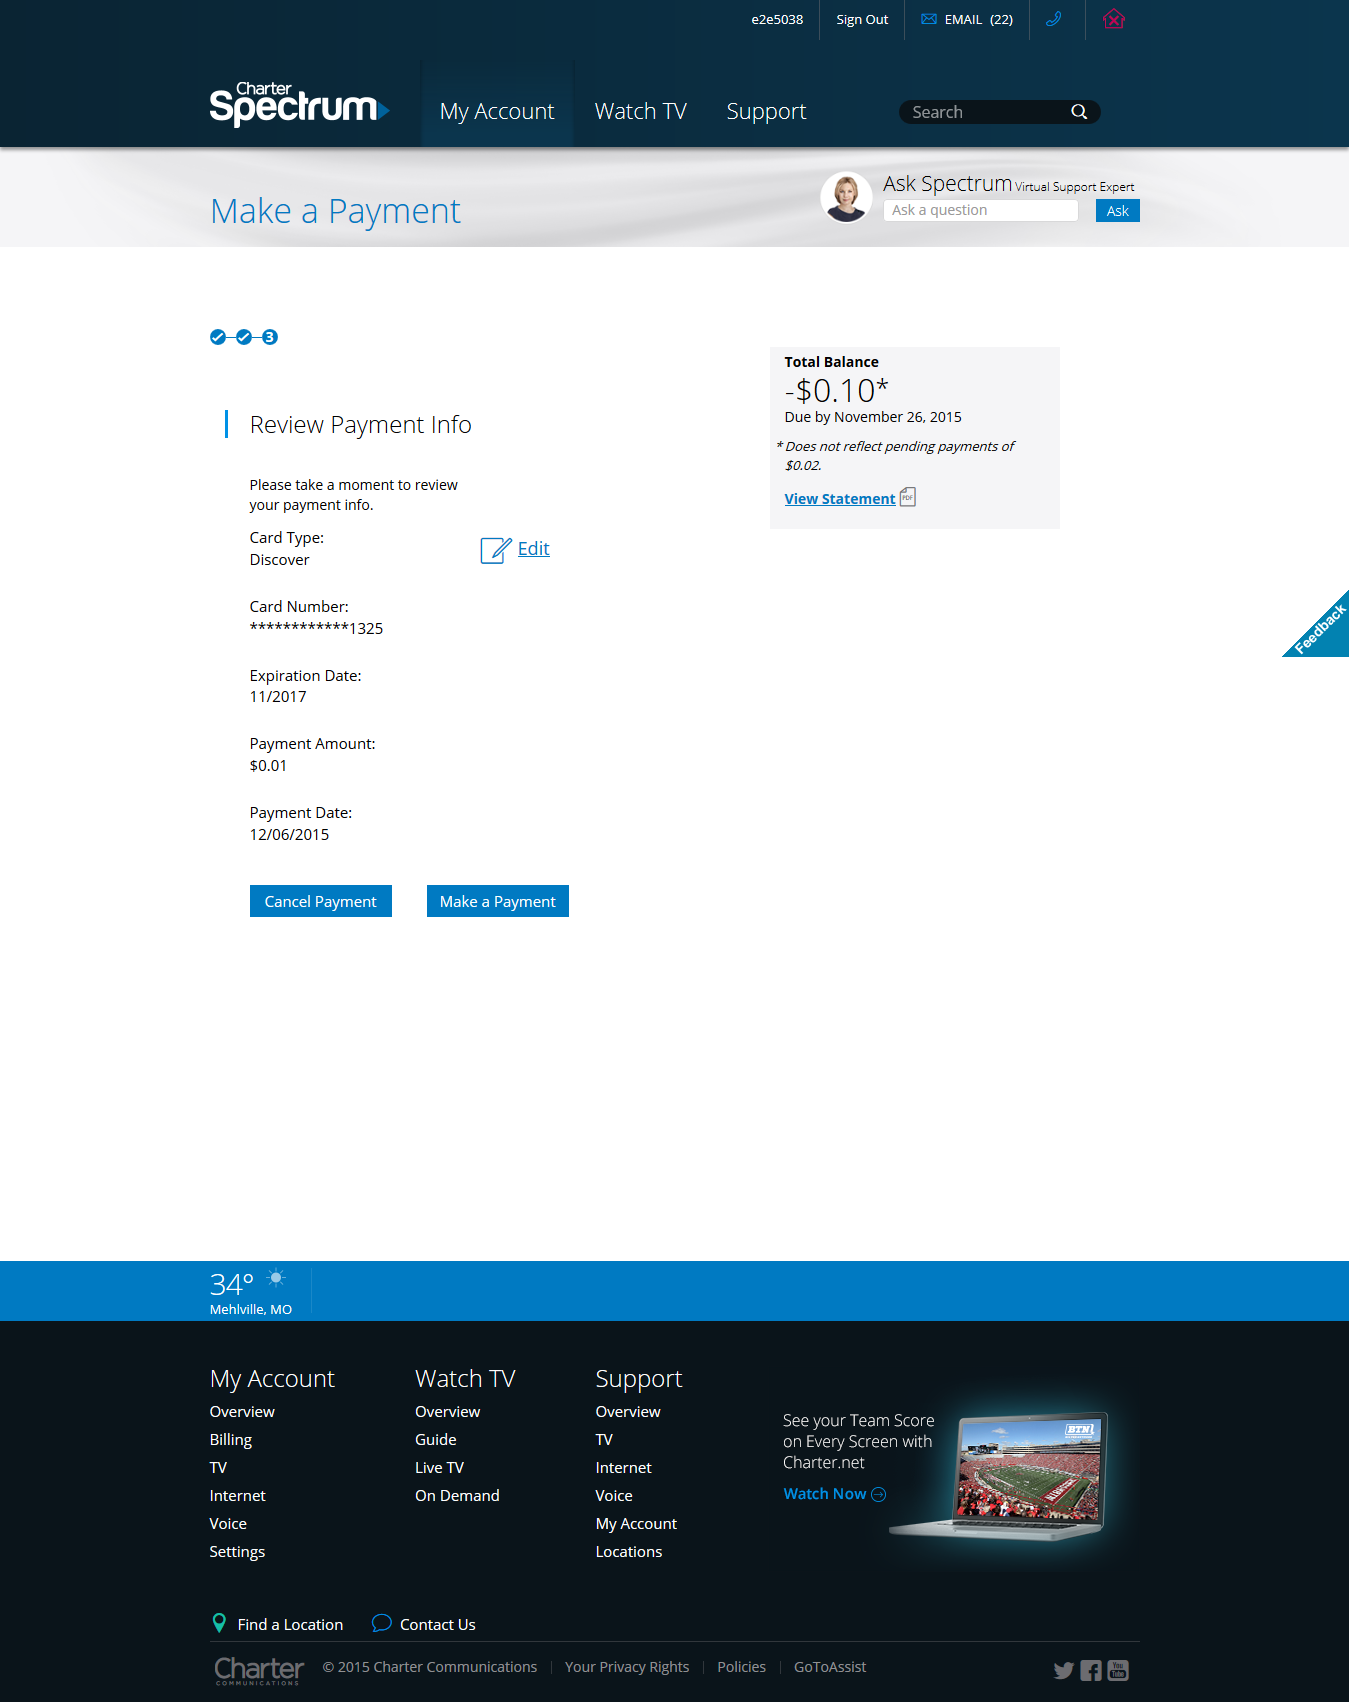 e2e5038
Sign Out
EMAIL (22)
Charter
Spectrum
My Account
Watch TV
Support
Search
Make a Payment
Ask Spectrum Virtual Support Expert
Ask a question
Ask
3
Total Balance
-$0.10*
Due by November 26, 2015
* Does not reflect pending payments of
$0.02.
View Statement
PDF
Review Payment Info
Please take a moment to review
your payment info.
Card Type:
Discover
Edit
Card Number:
************1325
Expiration Date:
11/2017
Payment Amount:
$0.01
Payment Date:
12/06/2015
Cancel Payment
Make a Payment
Feedback
34°
Mehlville, MO
My Account
Overview
Billing
TV
Internet
Voice
Settings
Watch TV
Overview
Guide
Live TV
On Demand
Support
Overview
TV
Internet
Voice
My Account
Locations
See your Team Score
on Every Screen with
Charter.net
Watch Now
BTN
Find a Location
Contact Us
Charter
COMMUNICATIONS
© 2015 Charter Communications
Your Privacy Rights
Policies
GoToAssist
You
Tube